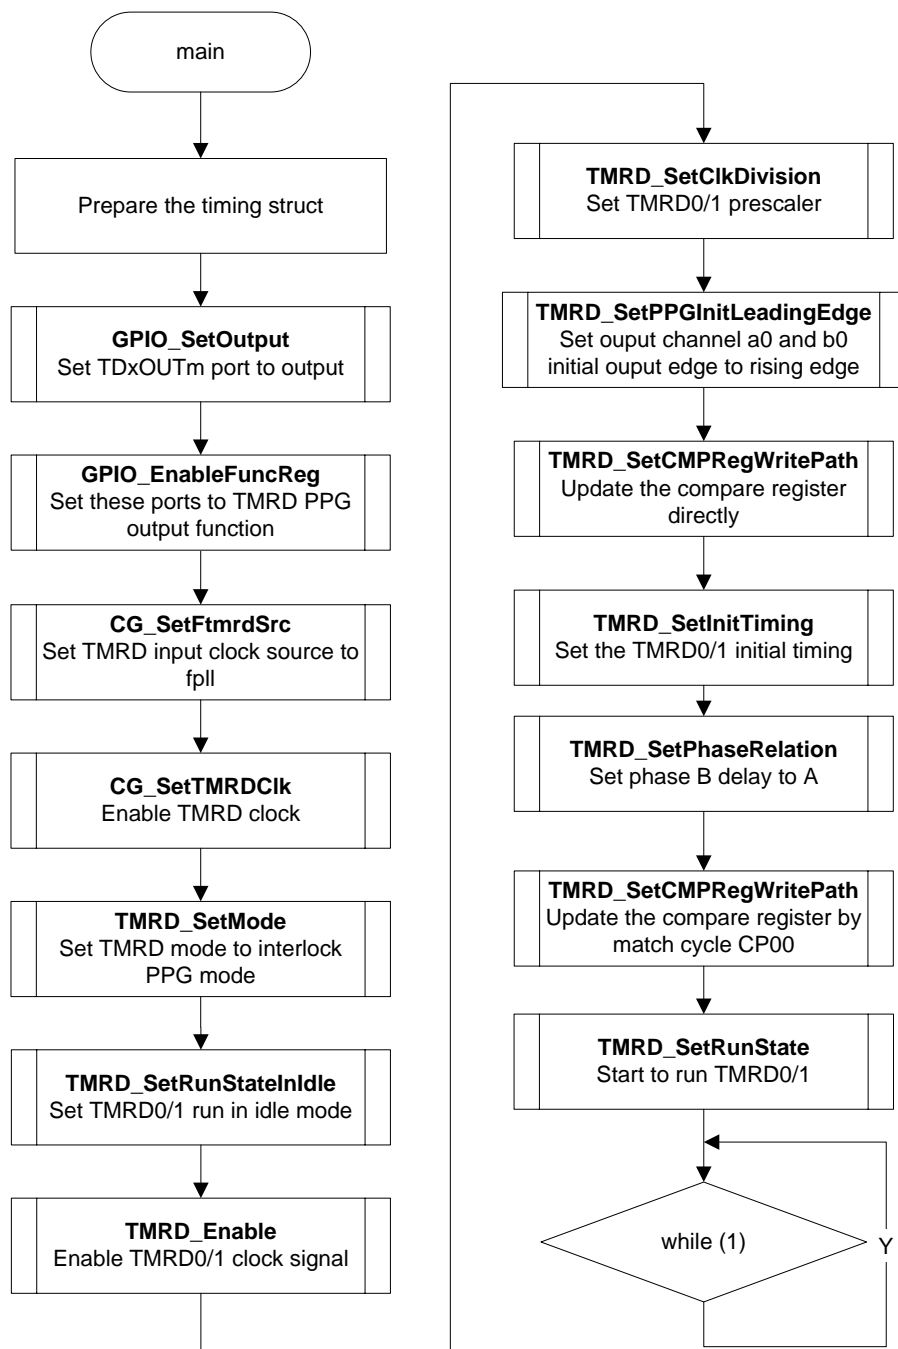 main
Prepare the timing struct
GPIO_SetOutput
Set TDxOUTm port to output
GPIO_EnableFuncReg
Set these ports to TMRD PPG
output function
CG_SetFtmrdSrc
Set TMRD input clock source to
fpll
CG_SetTMRDClk
Enable TMRD clock
TMRD_SetMode
Set TMRD mode to interlock
PPG mode
TMRD_SetRunStateInIdle
Set TMRD0/1 run in idle mode
TMRD_Enable
Enable TMRD0/1 clock signal
TMRD_SetClkDivision
Set TMRD0/1 prescaler
TMRD_SetPPGInitLeadingEdge
Set ouput channel a0 and b0
initial ouput edge to rising edge
TMRD_SetCMPRegWritePath
Update the compare register
directly
TMRD_SetInitTiming
Set the TMRD0/1 initial timing
TMRD_SetPhaseRelation
Set phase B delay to A
TMRD_SetCMPRegWritePath
Update the compare register by
match cycle CP00
TMRD_SetRunState
Start to run TMRD0/1
while (1)
Y